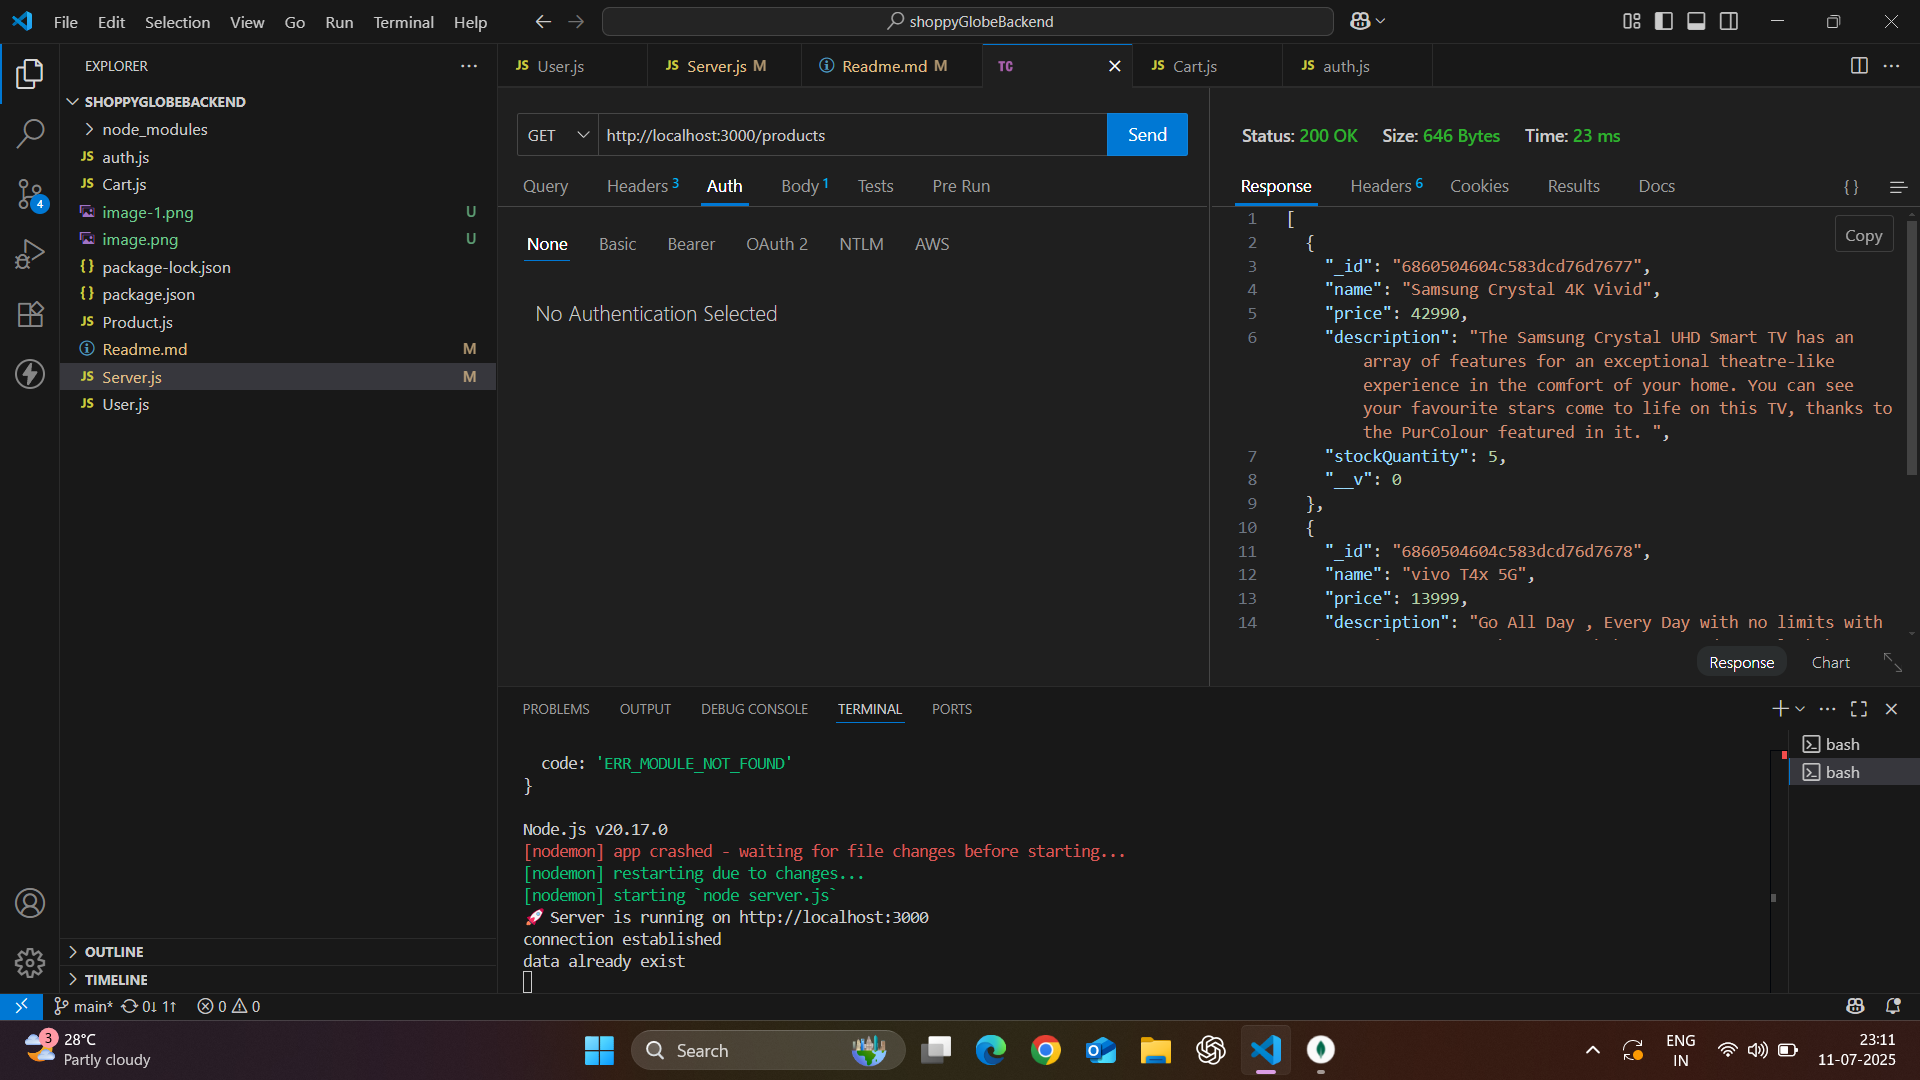 File Edit Selection View Go Run Terminal Help
shoppyGlobeBackend
EXPLORER
SHOPPYGLOBEBACKEND
node_modules
JS auth.js
JS Cart.js
image-1.png U
image.png U
{} package-lock.json
{} package.json
JS Product.js
Readme.md M
JS Server.js M
JS User.js
OUTLINE
TIMELINE
4
JS User.js
JS Server.js M
Readme.md M
TC
JS Cart.js
JS auth.js
GET http://localhost:3000/products Send
Query Headers 3 Auth Body 1 Tests Pre Run
None Basic Bearer OAuth 2 NTLM AWS
No Authentication Selected
Status: 200 OK Size: 646 Bytes Time: 23 ms
Response Headers 6 Cookies Results Docs {}
Copy
1 [
2 {
3 "_id": "6860504604c583dcd76d7677",
4 "name": "Samsung Crystal 4K Vivid",
5 "price": 42990,
6 "description": "The Samsung Crystal UHD Smart TV has an
array of features for an exceptional theatre-like
experience in the comfort of your home. You can see
your favourite stars come to life on this TV, thanks to
the PurColour featured in it. ",
7 "stockQuantity": 5,
8 "__v": 0
9 },
10 {
11 "_id": "6860504604c583dcd76d7678",
12 "name": "vivo T4x 5G",
13 "price": 13999,
14 "description": "Go All Day , Every Day with no limits with
Response Chart
PROBLEMS OUTPUT DEBUG CONSOLE TERMINAL PORTS
code: 'ERR_MODULE_NOT_FOUND'
}
Node.js v20.17.0
[nodemon] app crashed - waiting for file changes before starting...
[nodemon] restarting due to changes...
[nodemon] starting `node server.js`
🚀 Server is running on http://localhost:3000
connection established
data already exist
bash
bash
main* 0↓ 1↑ 0 0
3
28°C
Partly cloudy
Search
ENG
IN
23:11
11-07-2025